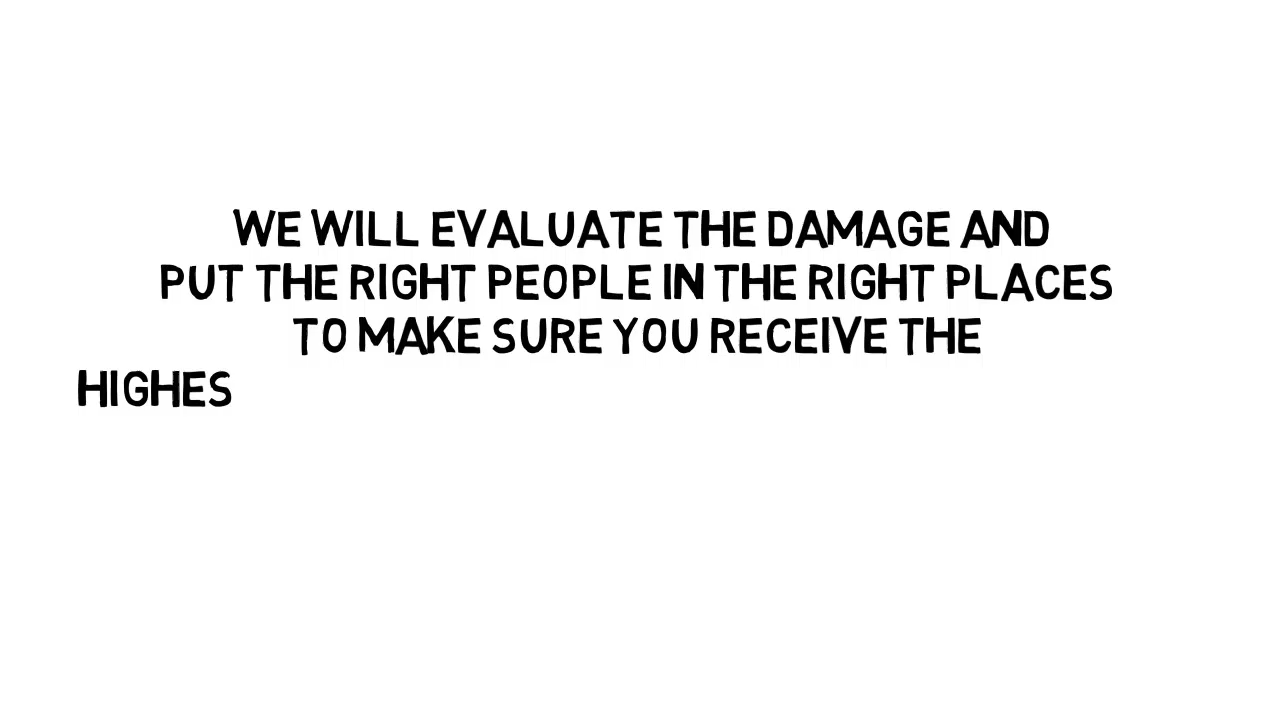 WE WILL EVALUATE THE DAMAGE AND
PUT THE RIGHT PEOPLE IN THE RIGHT PLACES
TO MAKE SURE YOU RECEIVE THE
HIGHES